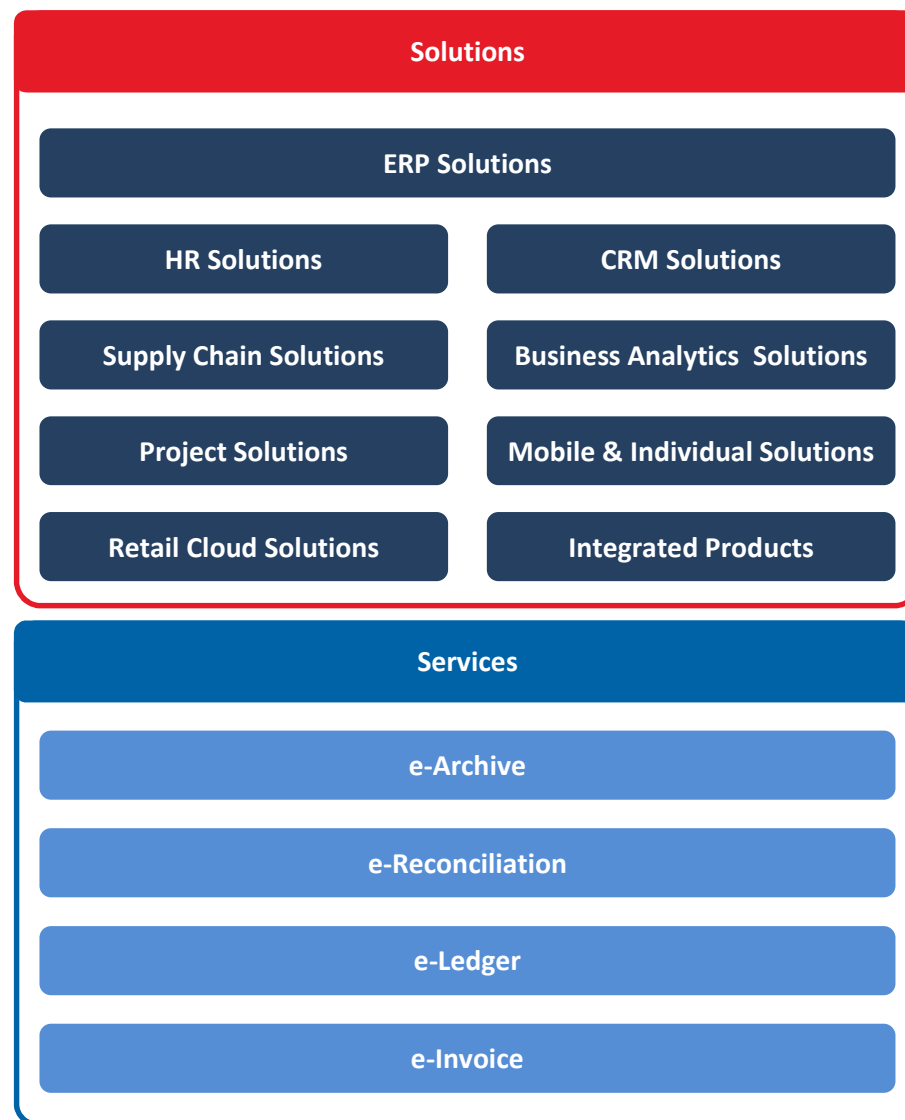 Solutions
ERP Solutions
HR Solutions
CRM Solutions
Supply Chain Solutions
Business Analytics  Solutions
Project Solutions
Mobile & Individual Solutions
Retail Cloud Solutions
Integrated Products
Services
e-Archive
e-Reconciliation
e-Ledger
e-Invoice